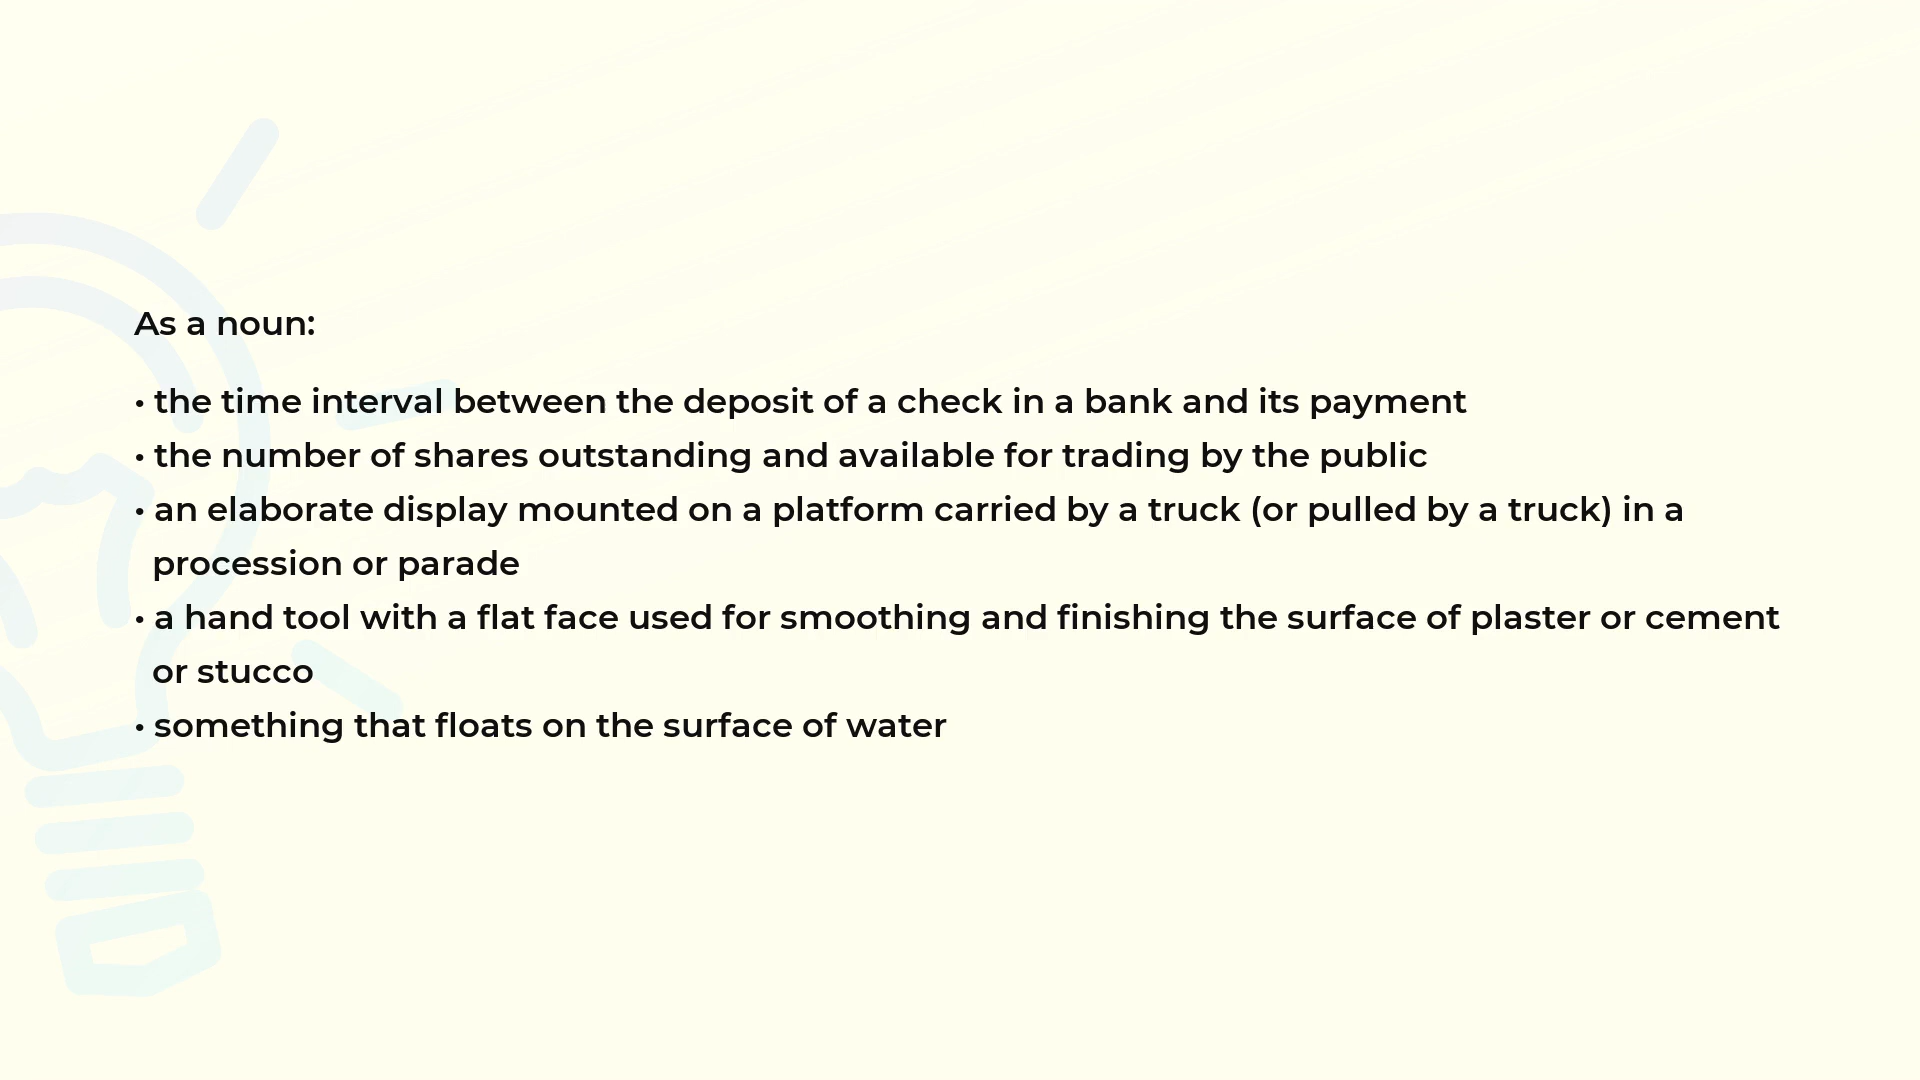 As a noun:
• the time interval between the deposit of a check in a bank and its payment
• the number of shares outstanding and available for trading by the public
• an elaborate display mounted on a platform carried by a truck (or pulled by a truck) in a
procession or parade
• a hand tool with a flat face used for smoothing and finishing the surface of plaster or cement
or stucco
• something that floats on the surface of water